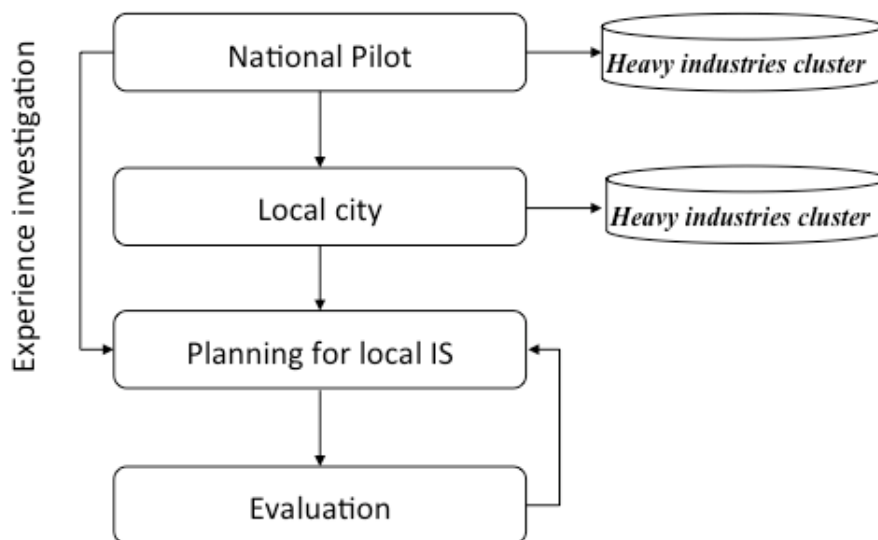 Experience investigation
National Pilot
Heavy industries cluster
Local city
Heavy industries cluster
Planning for local IS
Evaluation